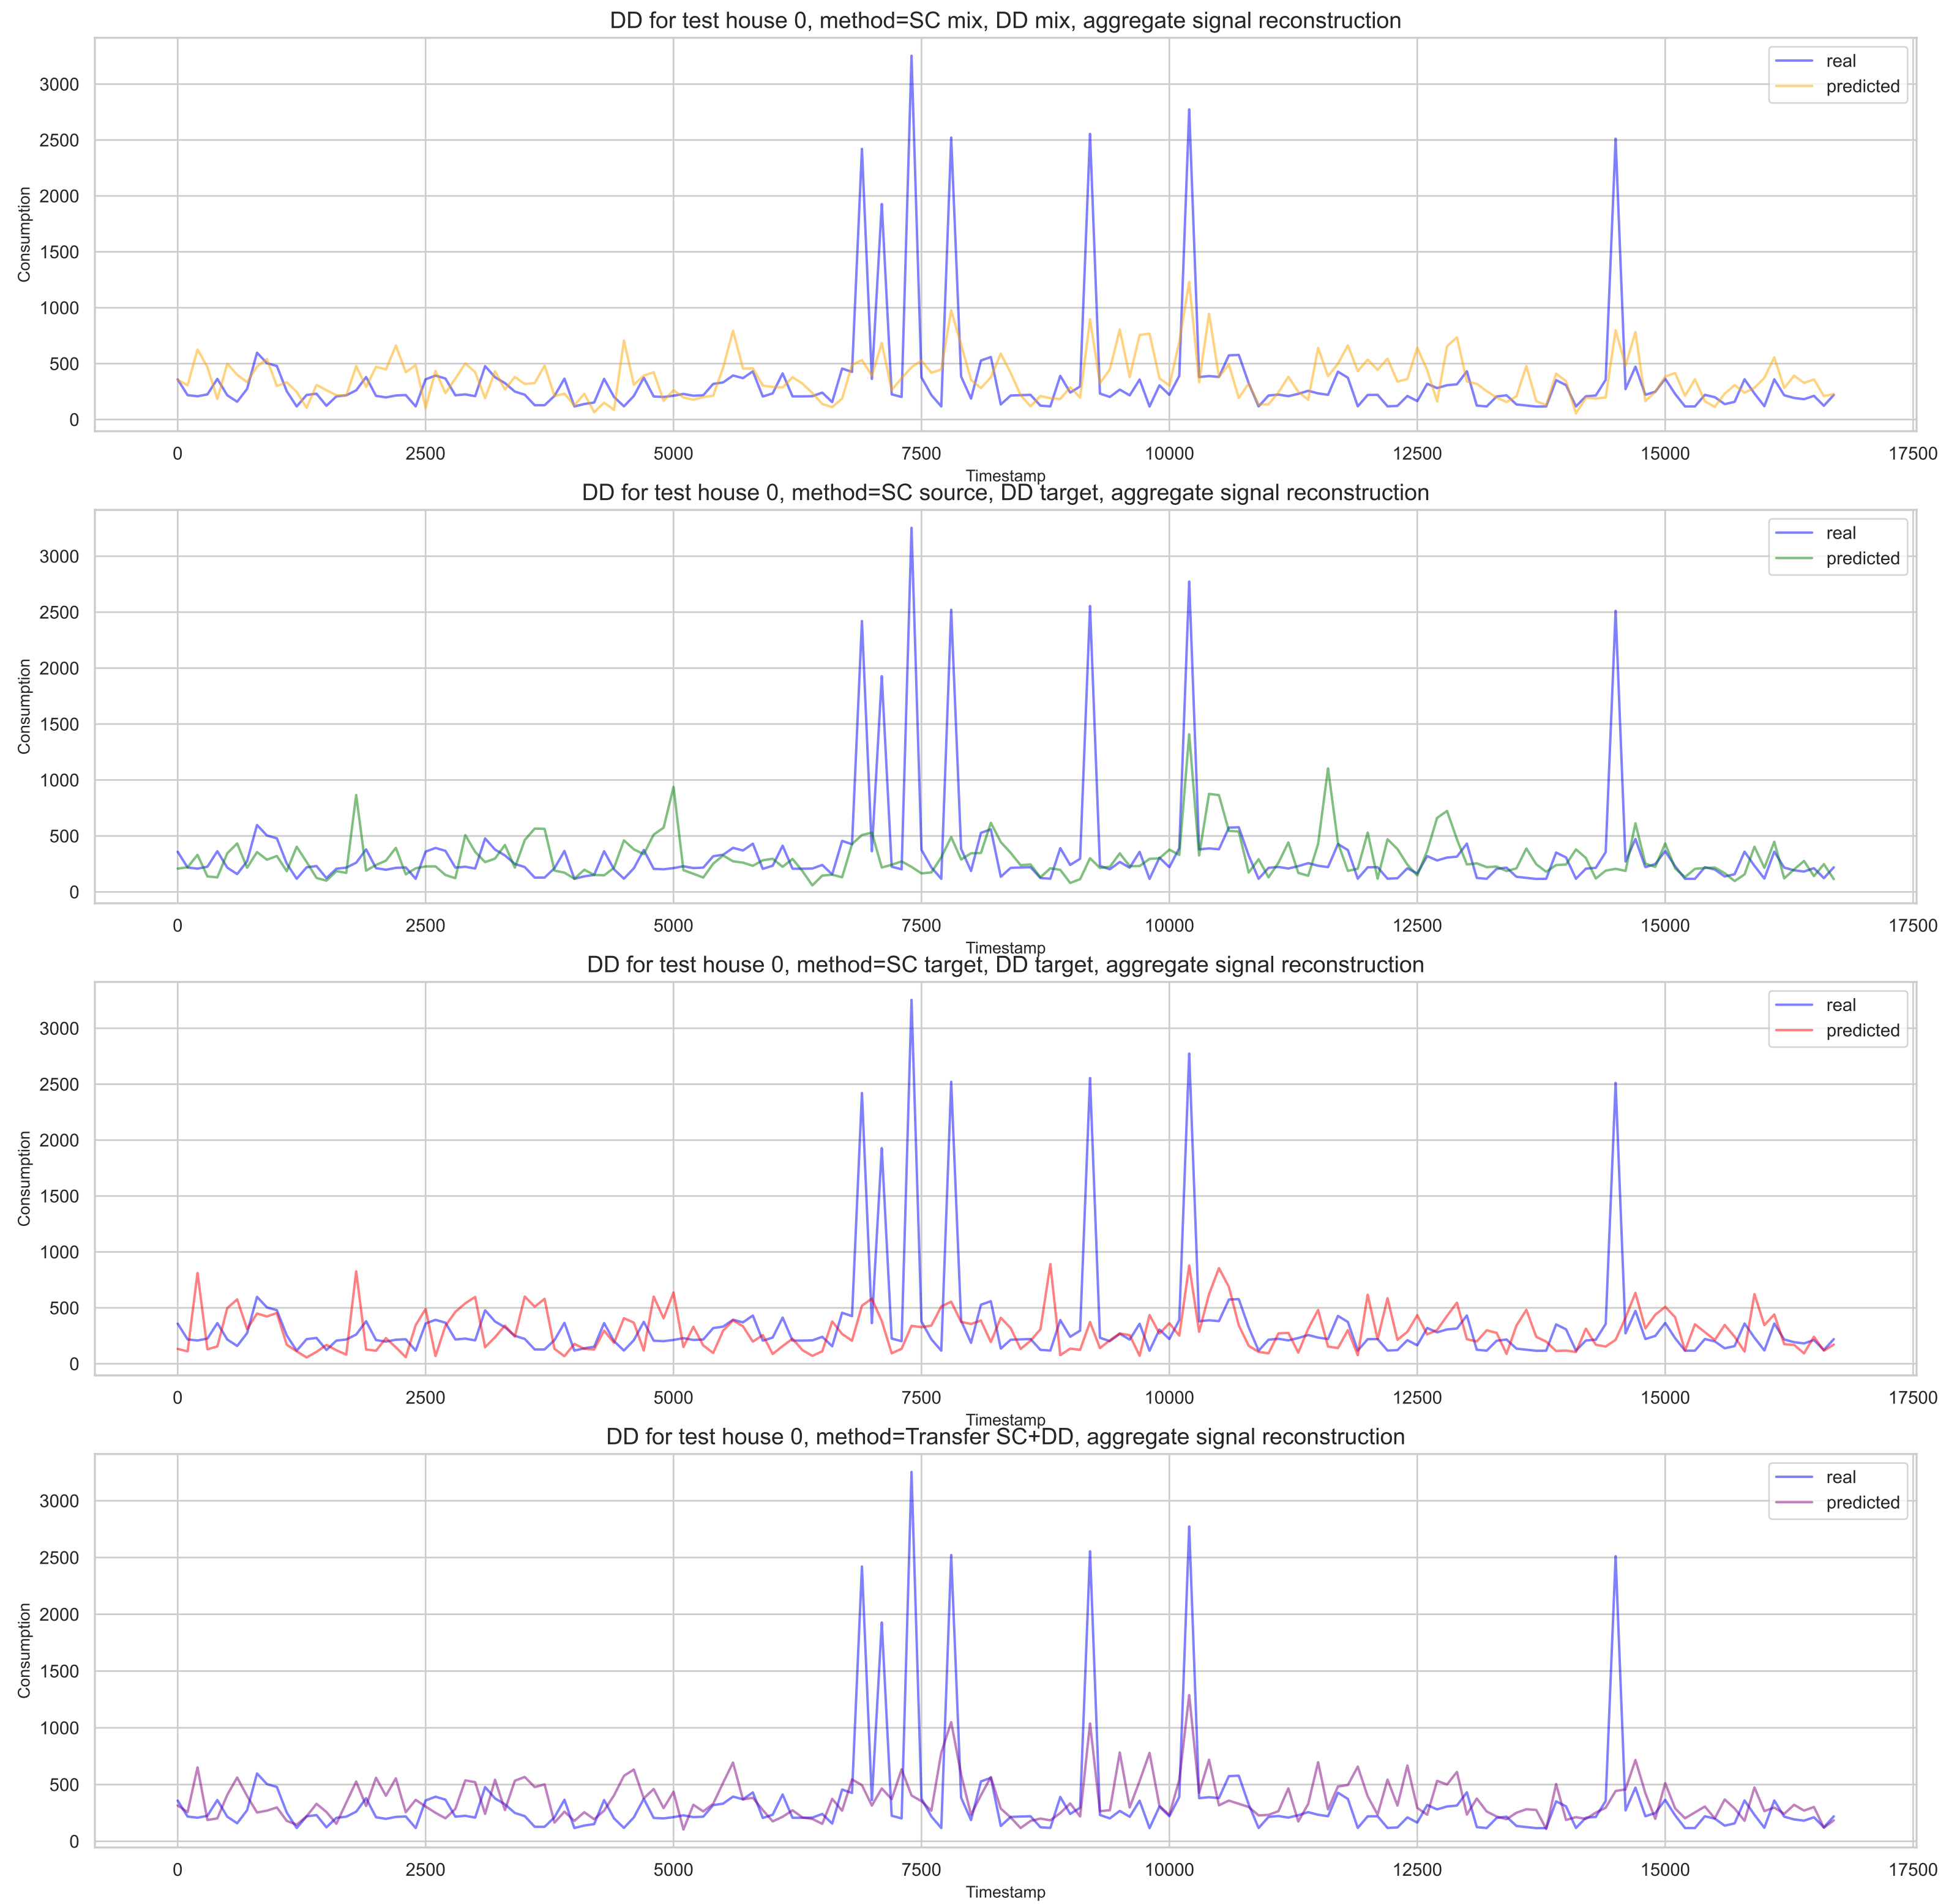 DD for test house 0, method=SC mix, DD mix, aggregate signal reconstruction
real
predicted
3000
2500
2000
1500
1000
500
0
Consumption
0 2500 5000 7500 10000 12500 15000 17500
Timestamp
DD for test house 0, method=SC source, DD target, aggregate signal reconstruction
real
predicted
3000
2500
2000
1500
1000
500
0
Consumption
0 2500 5000 7500 10000 12500 15000 17500
Timestamp
DD for test house 0, method=SC target, DD target, aggregate signal reconstruction
real
predicted
3000
2500
2000
1500
1000
500
0
Consumption
0 2500 5000 7500 10000 12500 15000 17500
Timestamp
DD for test house 0, method=Transfer SC+DD, aggregate signal reconstruction
real
predicted
3000
2500
2000
1500
1000
500
0
Consumption
0 2500 5000 7500 10000 12500 15000 17500
Timestamp